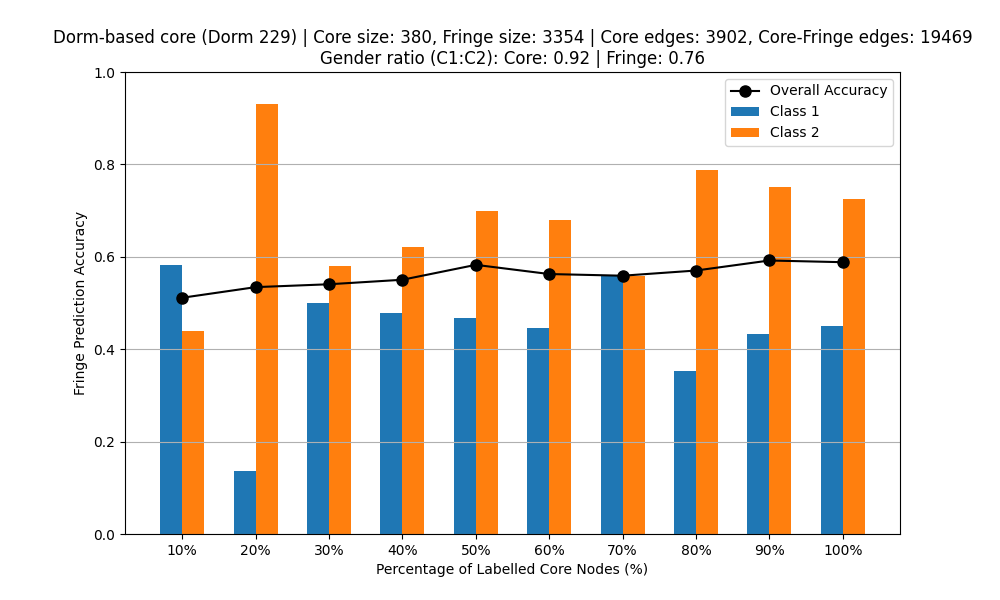 Dorm-based core (Dorm 229) | Core size: 380, Fringe size: 3354 | Core edges: 3902, Core-Fringe edges: 19469
Gender ratio (C1:C2): Core: 0.92 | Fringe: 0.76
1.0
0.8
0.6
0.4
0.2
0.0
Fringe Prediction Accuracy
Overall Accuracy
Class 1
Class 2
10% 20% 30% 40% 50% 60% 70% 80% 90% 100%
Percentage of Labelled Core Nodes (%)